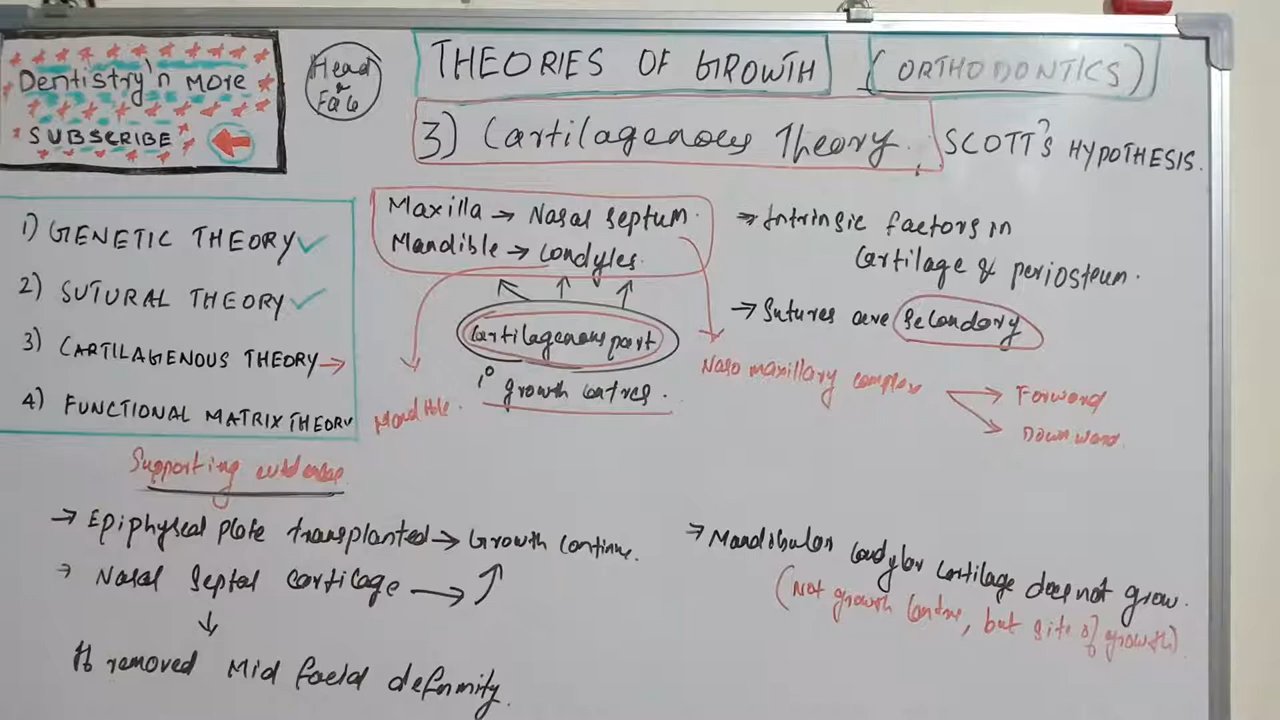 Dentistry'n More
SUBSCRIBE
Head
&
Face
THEORIES OF GROWTH (ORTHODONTICS)
3) Cartilagenous Theory. SCOTT'S HYPOTHESIS.
1) GENETIC THEORY ✓
2) SUTURAL THEORY ✓
3) CARTILAGENOUS THEORY →
4) FUNCTIONAL MATRIX THEORY
Maxilla → Nasal septum.
Mandible → Condyles.
Cartilagenous part
1° growth centres.
Mandible.
→ Intrinsic factors in
cartilage & periosteum.
→ Sutures are secondory
Naso maxillary complex
Forward
Downward.
Supporting evidence
→ Epiphyseal plate transplanted → Growth continue.
→ Nasal septal cartilage →
↓
If removed Mid facial deformity.
→ Mandibular condylar cartilage does not grow.
(Not growth centre, but site of growth)